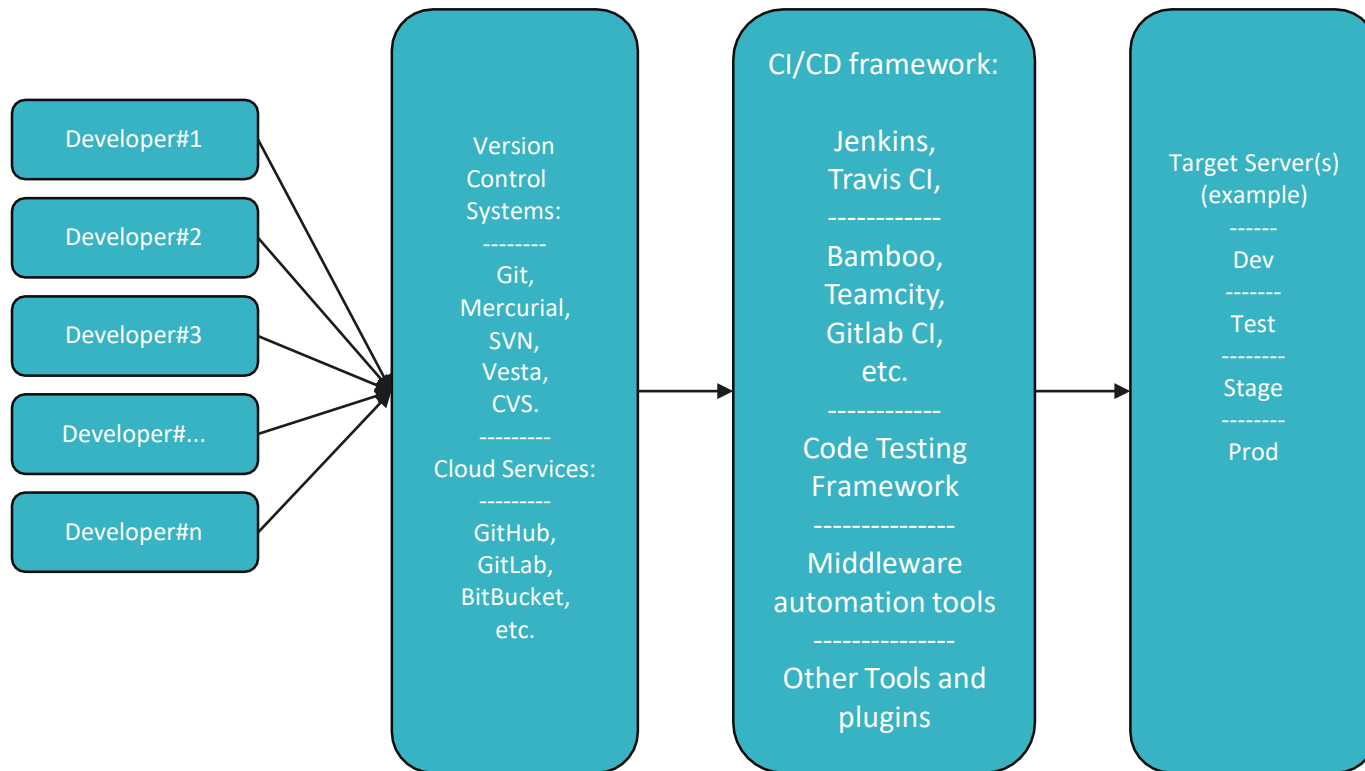 Developer#1
Developer#2
Developer#3
Developer#...
Developer#n
Version
Control
Systems:
--------
Git,
Mercurial,
SVN,
Vesta,
CVS.
---------
Cloud Services:
---------
GitHub,
GitLab,
BitBucket,
etc.
CI/CD framework:
Jenkins,
Travis CI,
------------
Bamboo,
Teamcity,
Gitlab CI,
etc.
------------
Code Testing
Framework
---------------
Middleware
automation tools
---------------
Other Tools and
plugins
Target Server(s)
(example)
------
Dev
-------
Test
--------
Stage
--------
Prod